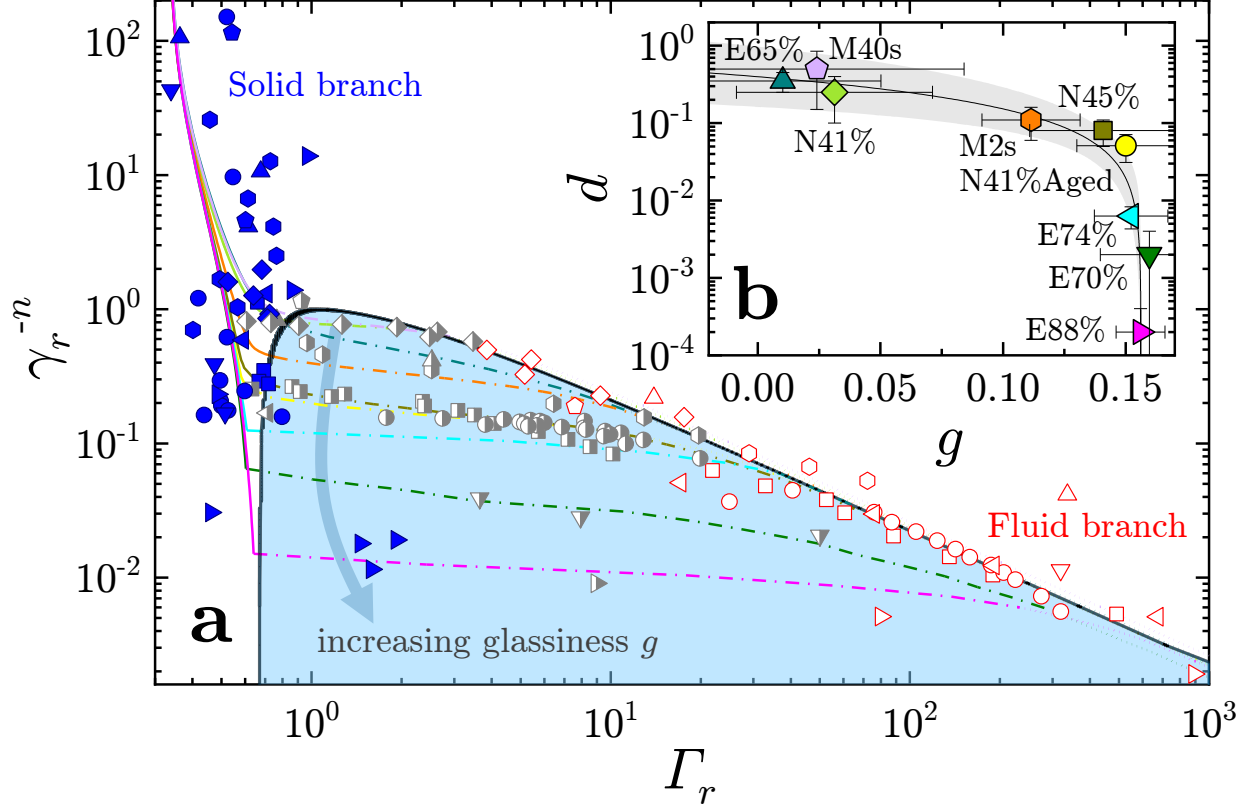 10²
10¹
10⁰
10⁻¹
10⁻²
γᵣ⁻ⁿ
Solid branch
Fluid branch
increasing glassiness g
a
10⁰
10¹
10²
10³
Γᵣ
10⁰
10⁻¹
10⁻²
10⁻³
10⁻⁴
d
E65%
M40s
N41%
N45%
M2s
N41%Aged
E74%
E70%
E88%
b
0.00
0.05
0.10
0.15
g